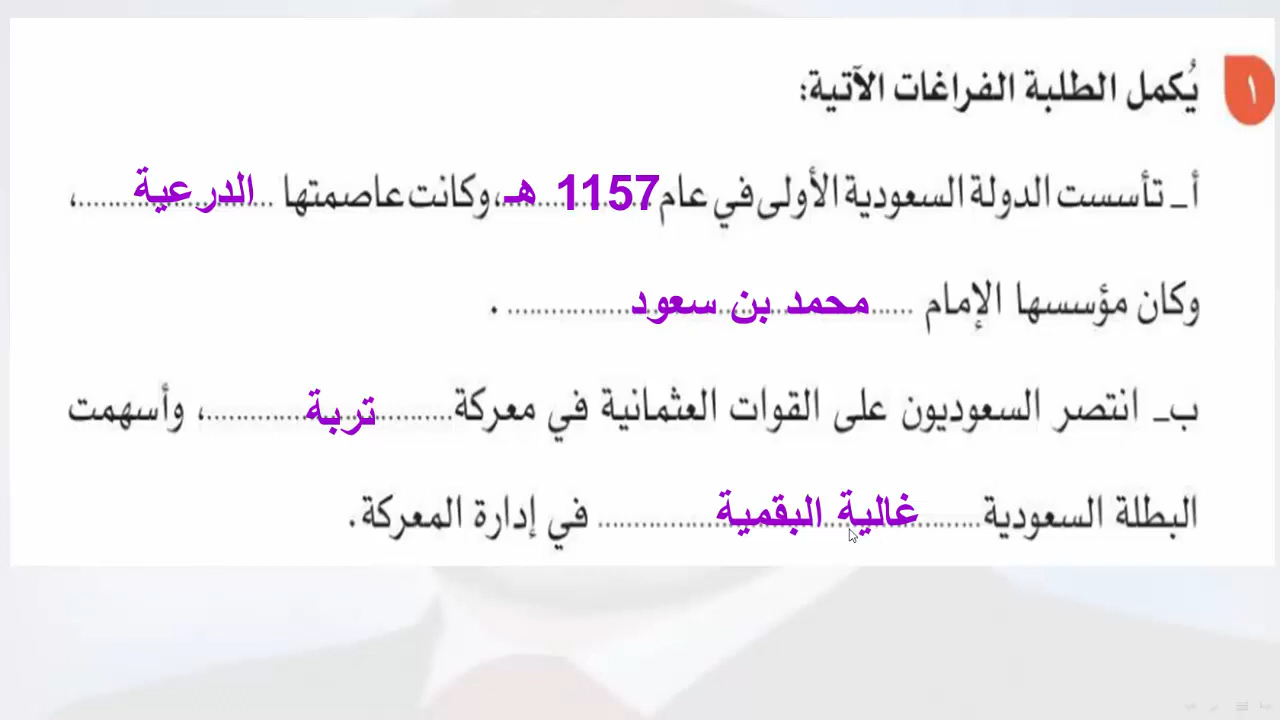 ١
يُكمل الطلبة الفراغات الآتية:
أ_ تأسست الدولة السعودية الأولى في عام 1157 هـ، وكانت عاصمتها الدرعية،
وكان مؤسسها الإمام محمد بن سعود.
ب_ انتصر السعوديون على القوات العثمانية في معركة تربة، وأسهمت
البطلة السعودية غالية البقمية في إدارة المعركة.